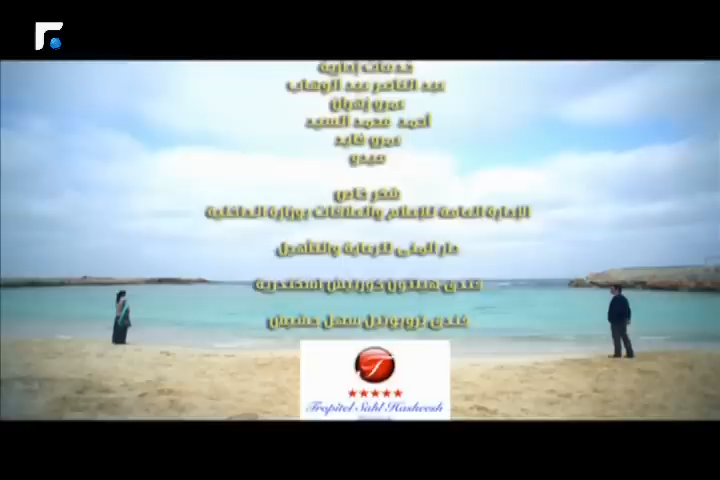 خدمات إدارية
عبد الناصر عبد الوهاب
عمرو زهران
أحمد محمد السيد
عمرو فايد
ميدو
شكر خاص
الإدارة العامة للإعلام والعلاقات بوزارة الداخلية
دار المنى للرعاية والتأهيل
فندق هيلتون كورنيش اسكندرية
فندق تروبوتيل سهل حشيش
Tropitel Sahl Hasheesh